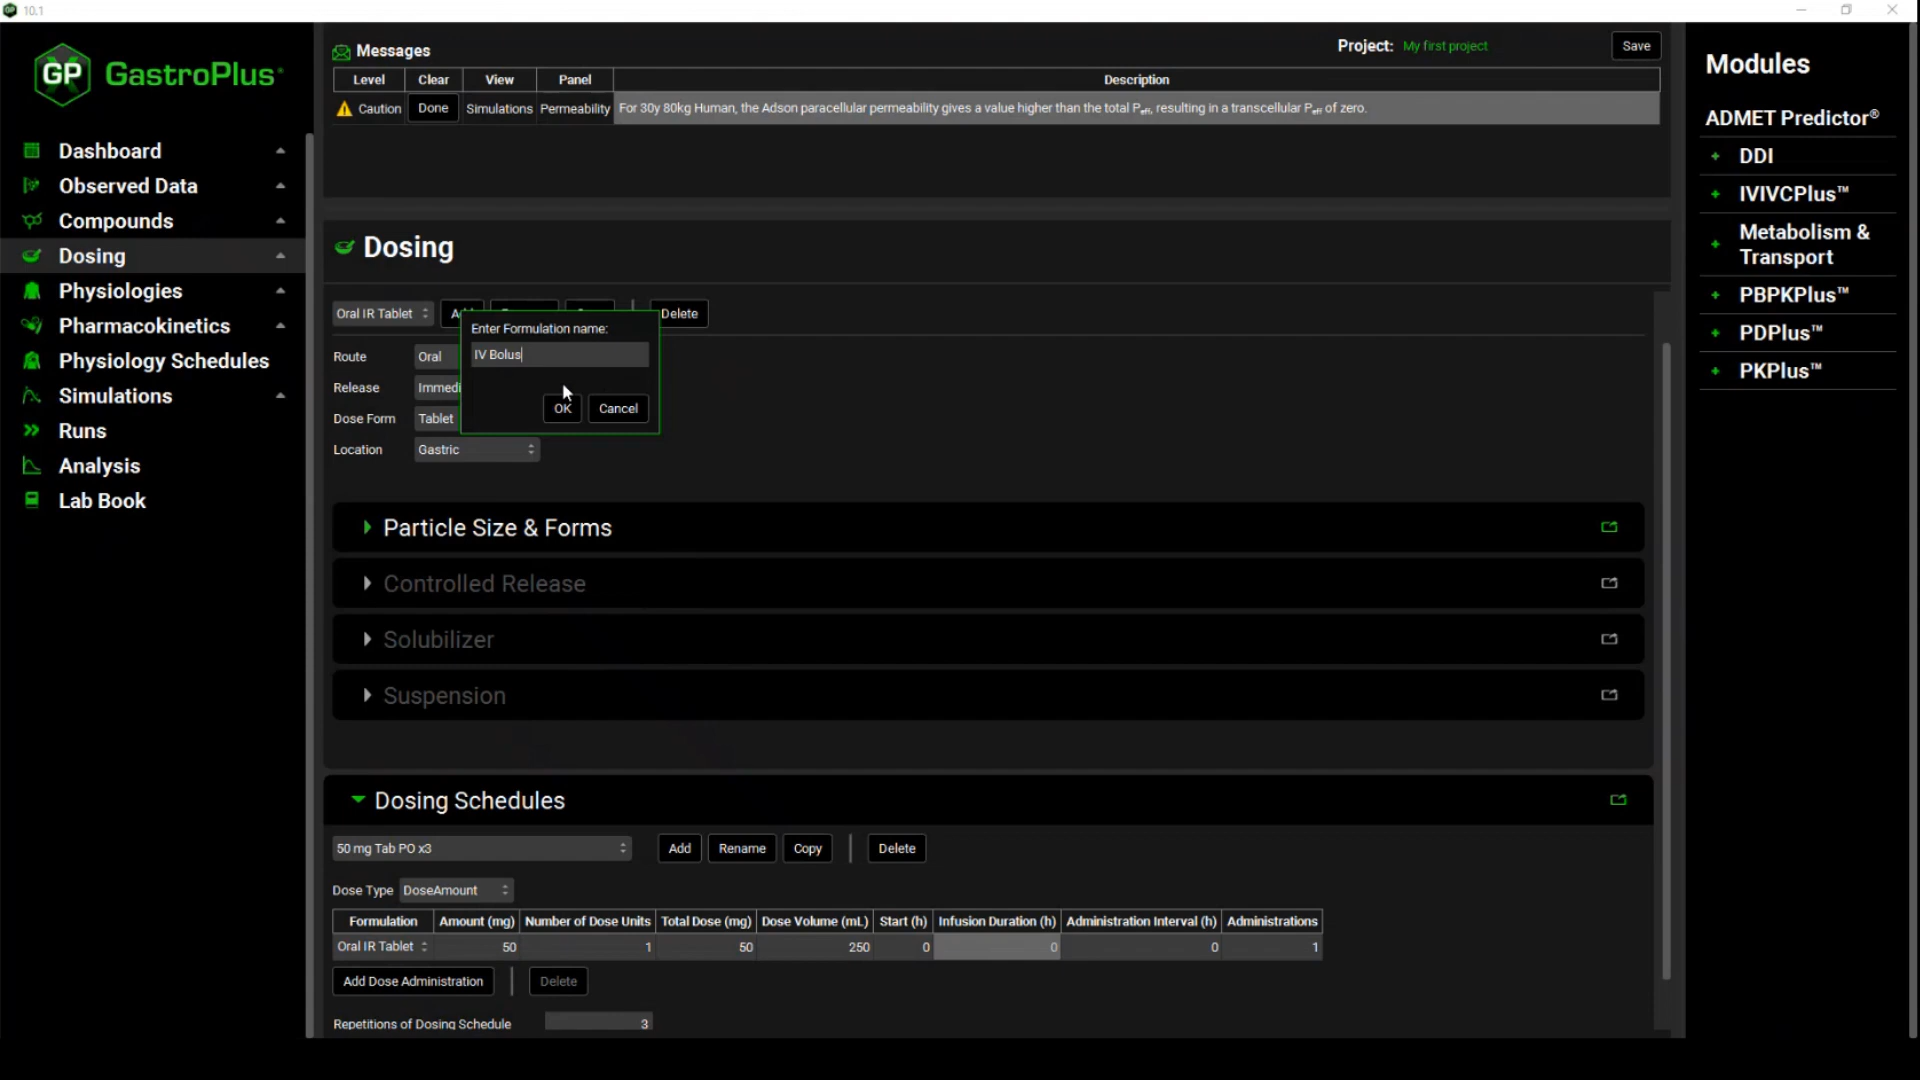 10.1
GP GastroPlus
Dashboard
Observed Data
Compounds
Dosing
Physiologies
Pharmacokinetics
Physiology Schedules
Simulations
Runs
Analysis
Lab Book
Messages
Project: My first project Save
Level Clear View Panel Description
Caution Done Simulations Permeability For 30y 80kg Human, the Adson paracellular permeability gives a value higher than the total Peff, resulting in a transcellular Peff of zero.
Dosing
Oral IR Tablet Delete
Enter Formulation name:
IV Bolus
OK Cancel
Route Oral
Release Immedi
Dose Form Tablet
Location Gastric
Particle Size & Forms
Controlled Release
Solubilizer
Suspension
Dosing Schedules
50 mg Tab PO x3 Add Rename Copy Delete
Dose Type DoseAmount
Formulation Amount (mg) Number of Dose Units Total Dose (mg) Dose Volume (mL) Start (h) Infusion Duration (h) Administration Interval (h) Administrations
Oral IR Tablet 50 1 50 250 0 0 0 1
Add Dose Administration Delete
Repetitions of Dosing Schedule 3
Modules
ADMET Predictor®
+ DDI
+ IVIVCPlus™
+ Metabolism &
Transport
+ PBPKPlus™
+ PDPlus™
+ PKPlus™